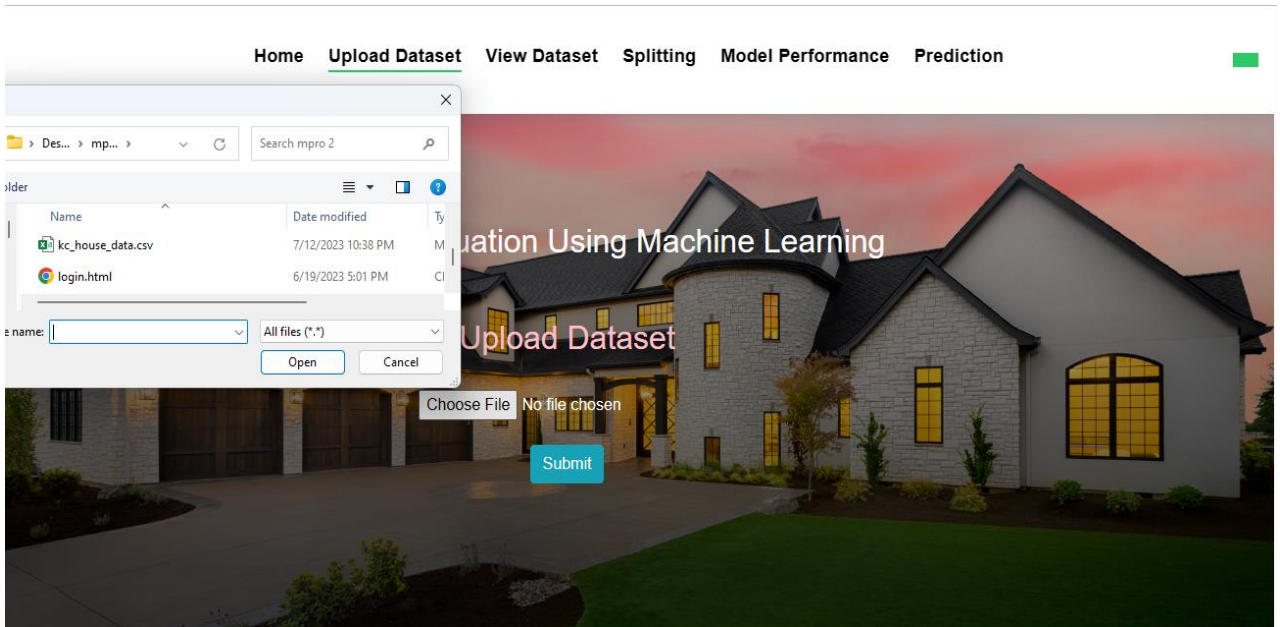 Home Upload Dataset View Dataset Splitting Model Performance Prediction
Des... > mp... >
Search mpro 2
older
Name Date modified Ty
kc_house_data.csv 7/12/2023 10:38 PM M
login.html 6/19/2023 5:01 PM
uation Using Machine Learning
e name: All files (*.*)
Upload Dataset
Open Cancel
Choose File No file chosen
Submit